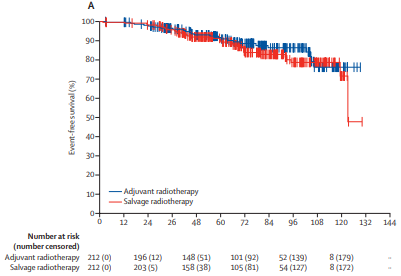 A
100
90
80
70
60
50
40
30
20
10
0
Event-free survival (%)
Adjuvant radiotherapy
Salvage radiotherapy
0 12 24 36 48 60 72 84 96 108 120 132 144
Number at risk
(number censored)
Adjuvant radiotherapy 212 (0) 196 (12) 148 (51) 101 (92) 52 (139) 8 (179) –
Salvage radiotherapy 212 (0) 203 (5) 158 (38) 105 (81) 54 (127) 8 (172) –